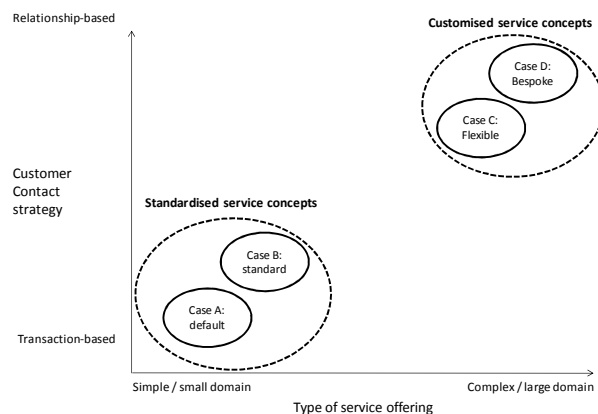 Relationship-based
Customised service concepts
Case D:
Bespoke
Case C:
Flexible
Customer
Contact
strategy
Standardised service concepts
Case B:
standard
Case A:
default
Transaction-based
Simple / small domain
Complex / large domain
Type of service offering